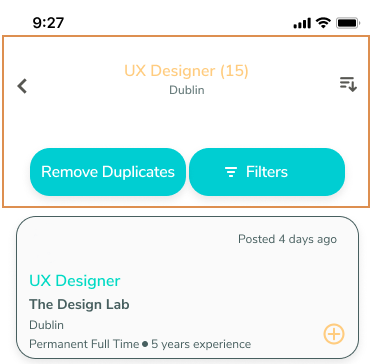 9:27
UX Designer (15)
Dublin
Remove Duplicates
Filters
Posted 4 days ago
UX Designer
The Design Lab
Dublin
Permanent Full Time ● 5 years experience